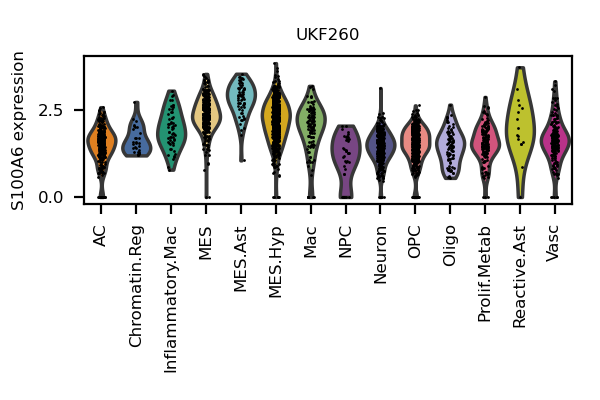 UKF260
S100A6 expression
2.5
0.0
AC
Chromatin.Reg
Inflammatory.Mac
MES
MES.Ast
MES.Hyp
Mac
NPC
Neuron
OPC
Oligo
Prolif.Metab
Reactive.Ast
Vasc